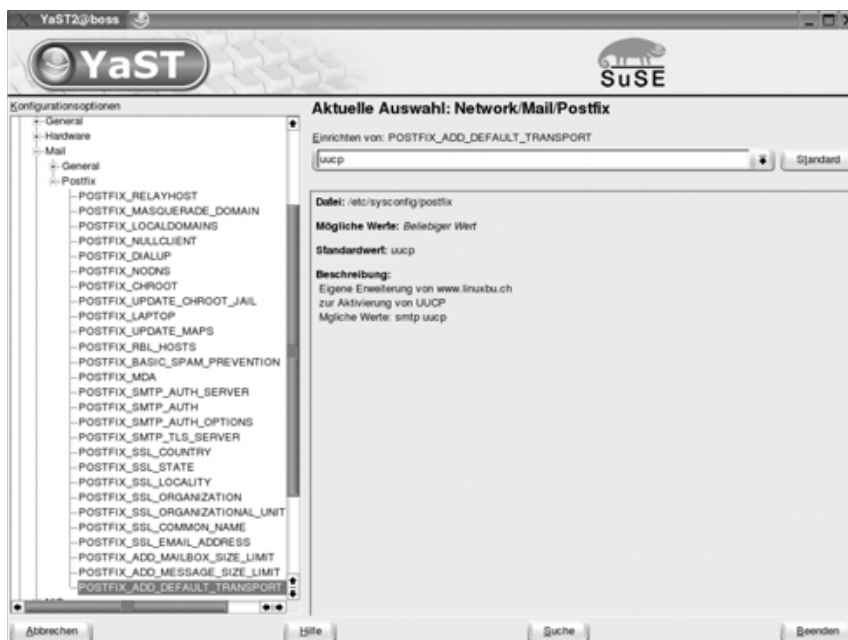 YaST2@boss
YaST
SuSE
Konfigurationsoptionen
General
Hardware
Mail
General
Postfix
POSTFIX_RELAYHOST
POSTFIX_MASQUERADE_DOMAIN
POSTFIX_LOCALDOMAINS
POSTFIX_NULLCLIENT
POSTFIX_DIALUP
POSTFIX_NODNS
POSTFIX_CHROOT
POSTFIX_UPDATE_CHROOT_JAIL
POSTFIX_LAPTOP
POSTFIX_UPDATE_MAPS
POSTFIX_RBL_HOSTS
POSTFIX_BASIC_SPAM_PREVENTION
POSTFIX_MDA
POSTFIX_SMTP_AUTH_SERVER
POSTFIX_SMTP_AUTH
POSTFIX_SMTP_AUTH_OPTIONS
POSTFIX_SMTP_TLS_SERVER
POSTFIX_SSL_COUNTRY
POSTFIX_SSL_STATE
POSTFIX_SSL_LOCALITY
POSTFIX_SSL_ORGANIZATION
POSTFIX_SSL_ORGANIZATIONAL_UNIT
POSTFIX_SSL_COMMON_NAME
POSTFIX_SSL_EMAIL_ADDRESS
POSTFIX_ADD_MAILBOX_SIZE_LIMIT
POSTFIX_ADD_MESSAGE_SIZE_LIMIT
POSTFIX_ADD_DEFAULT_TRANSPORT
Aktuelle Auswahl: Network/Mail/Postfix
Einrichten von: POSTFIX_ADD_DEFAULT_TRANSPORT
uucp
Standard
Datei: /etc/sysconfig/postfix
Mögliche Werte: Beliebiger Wert
Standardwert: uucp
Beschreibung:
Eigene Erweiterung von www.linuxbu.ch
zur Aktivierung von UUCP
Mgliche Werte: smtp uucp
Abbrechen
Hilfe
Suche
Beenden